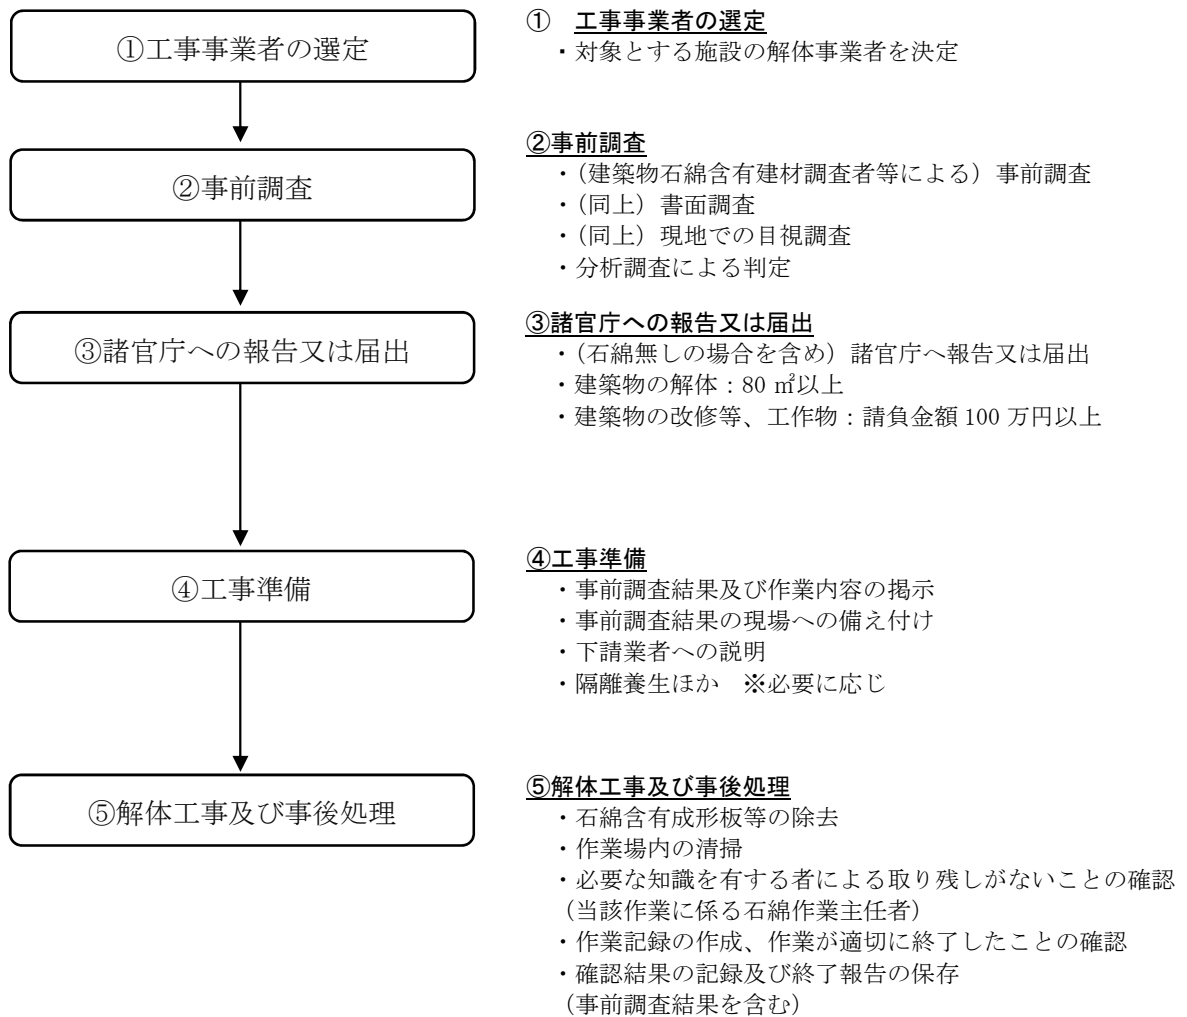 ①工事事業者の選定
① 工事事業者の選定
・対象とする施設の解体事業者を決定
②事前調査
②事前調査
・(建築物石綿含有建材調査者等による)事前調査
・(同上)書面調査
・(同上)現地での目視調査
・分析調査による判定
③諸官庁への報告又は届出
③諸官庁への報告又は届出
・(石綿無しの場合を含め)諸官庁へ報告又は届出
・建築物の解体:80 ㎡以上
・建築物の改修等、工作物:請負金額 100 万円以上
④工事準備
④工事準備
・事前調査結果及び作業内容の掲示
・事前調査結果の現場への備え付け
・下請業者への説明
・隔離養生ほか ※必要に応じ
⑤解体工事及び事後処理
⑤解体工事及び事後処理
・石綿含有成形板等の除去
・作業場内の清掃
・必要な知識を有する者による取り残しがないことの確認
(当該作業に係る石綿作業主任者)
・作業記録の作成、作業が適切に終了したことの確認
・確認結果の記録及び終了報告の保存
(事前調査結果を含む)